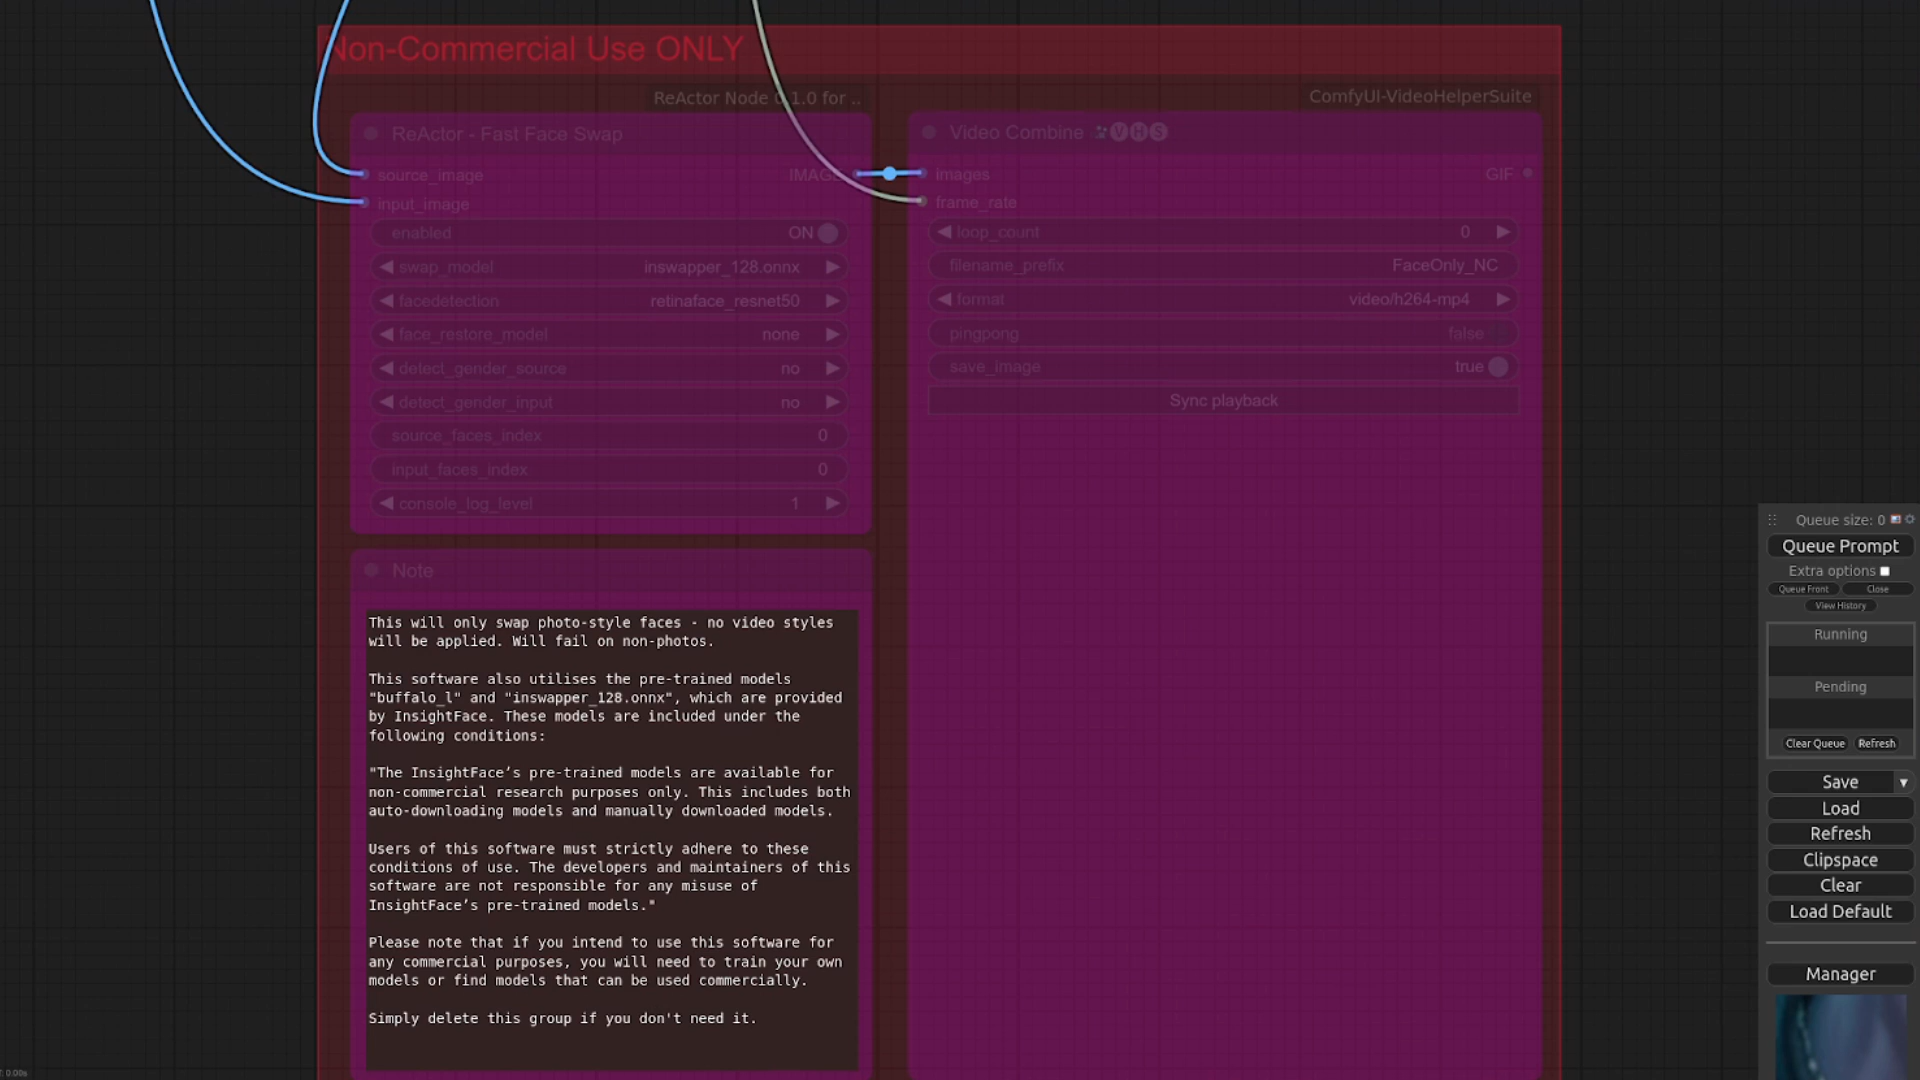 Non-Commercial Use ONLY
ReActor Node 0.1.0 for ..
ReActor - Fast Face Swap
source_image IMAGE
input_image
enabled ON
swap_model inswapper_128.onnx
facedetection retinaface_resnet50
face_restore_model none
detect_gender_source no
detect_gender_input no
source_faces_index 0
input_faces_index 0
console_log_level 1
Note
This will only swap photo-style faces - no video styles
will be applied. Will fail on non-photos.
This software also utilises the pre-trained models
"buffalo_l" and "inswapper_128.onnx", which are provided
by InsightFace. These models are included under the
following conditions:
"The InsightFace’s pre-trained models are available for
non-commercial research purposes only. This includes both
auto-downloading models and manually downloaded models.
Users of this software must strictly adhere to these
conditions of use. The developers and maintainers of this
software are not responsible for any misuse of
InsightFace’s pre-trained models."
Please note that if you intend to use this software for
any commercial purposes, you will need to train your own
models or find models that can be used commercially.
Simply delete this group if you don't need it.
ComfyUI-VideoHelperSuite
Video Combine VHS
images GIF
frame_rate
loop_count 0
filename_prefix FaceOnly_NC
format video/h264-mp4
pingpong false
save_image true
Sync playback
Queue size: 0
Queue Prompt
Extra options
Queue Front Close
View History
Running
Pending
Clear Queue Refresh
Save ▼
Load
Refresh
Clipspace
Clear
Load Default
Manager
0.00s